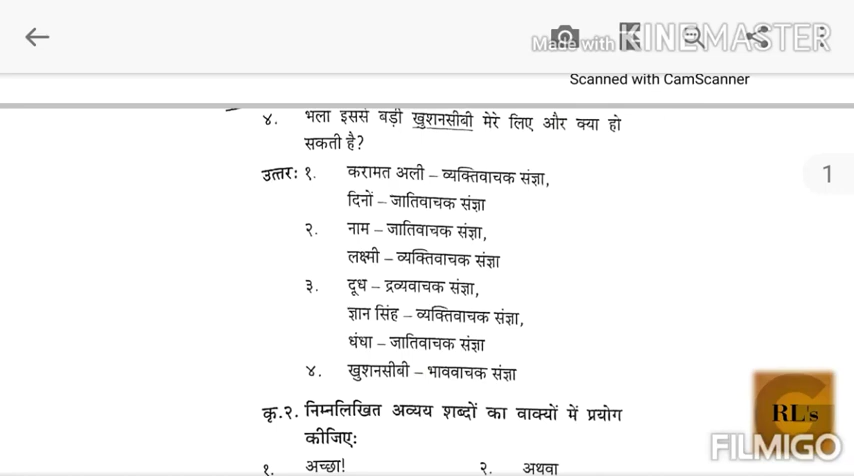 Made with KINEMASTER
Scanned with CamScanner
४. भला इससे बड़ी खुशनसीबी मेरे लिए और क्या हो
सकती है?
1
उत्तर: १. करामत अली – व्यक्तिवाचक संज्ञा,
दिनों – जातिवाचक संज्ञा
२. नाम – जातिवाचक संज्ञा,
लक्ष्मी – व्यक्तिवाचक संज्ञा
३. दूध – द्रव्यवाचक संज्ञा,
ज्ञान सिंह – व्यक्तिवाचक संज्ञा,
धंधा – जातिवाचक संज्ञा
४. खुशनसीबी – भाववाचक संज्ञा
कृ.२. निम्नलिखित अव्यय शब्दों का वाक्यों में प्रयोग
कीजिए:
१. अच्छा! २. अथवा
RL's
FILMIGO